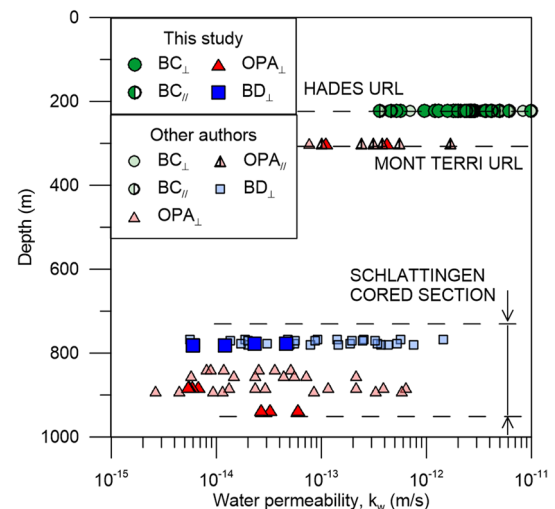 This study
BC⊥ OPA⊥
BC// BD⊥
Other authors
BC⊥ OPA//
BC// BD⊥
OPA⊥
HADES URL
MONT TERRI URL
SCHLATTINGEN
CORED SECTION
Depth (m)
0
200
400
600
800
1000
10⁻¹⁵ 10⁻¹⁴ 10⁻¹³ 10⁻¹² 10⁻¹¹
Water permeability, k_w (m/s)